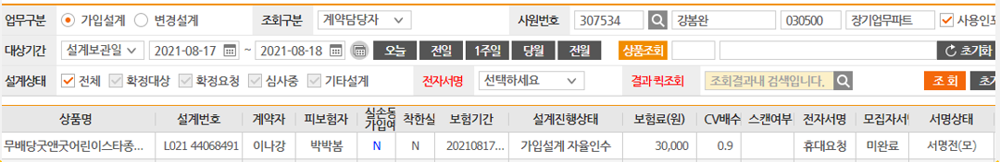 업무구분 가입설계 변경설계 조회구분 계약담당자 사원번호 307534 강봉완 030500 장기업무파트 사용인포
대상기간 설계보관일 2021-08-17 ~ 2021-08-18 오늘 전일 1주일 당월 전월 상품조회 초기화
설계상태 전체 확정대상 확정요청 심사중 기타설계 전자서명 선택하세요 결과 퀵조회 조회결과내 검색입니다. 조 회 초기
상품명 설계번호 계약자 피보험자 실손동 가입여 착한실 보험기간 설계진행상태 보험료(원) CV배수 스캔여부 전자서명 모집자서 서명상태
무배당굿앤굿어린이스타종... L021 44068491 이나강 박박봄 N N 20210817... 가입설계 자율인수 30,000 0.9 휴대요청 미완료 서명전(모)